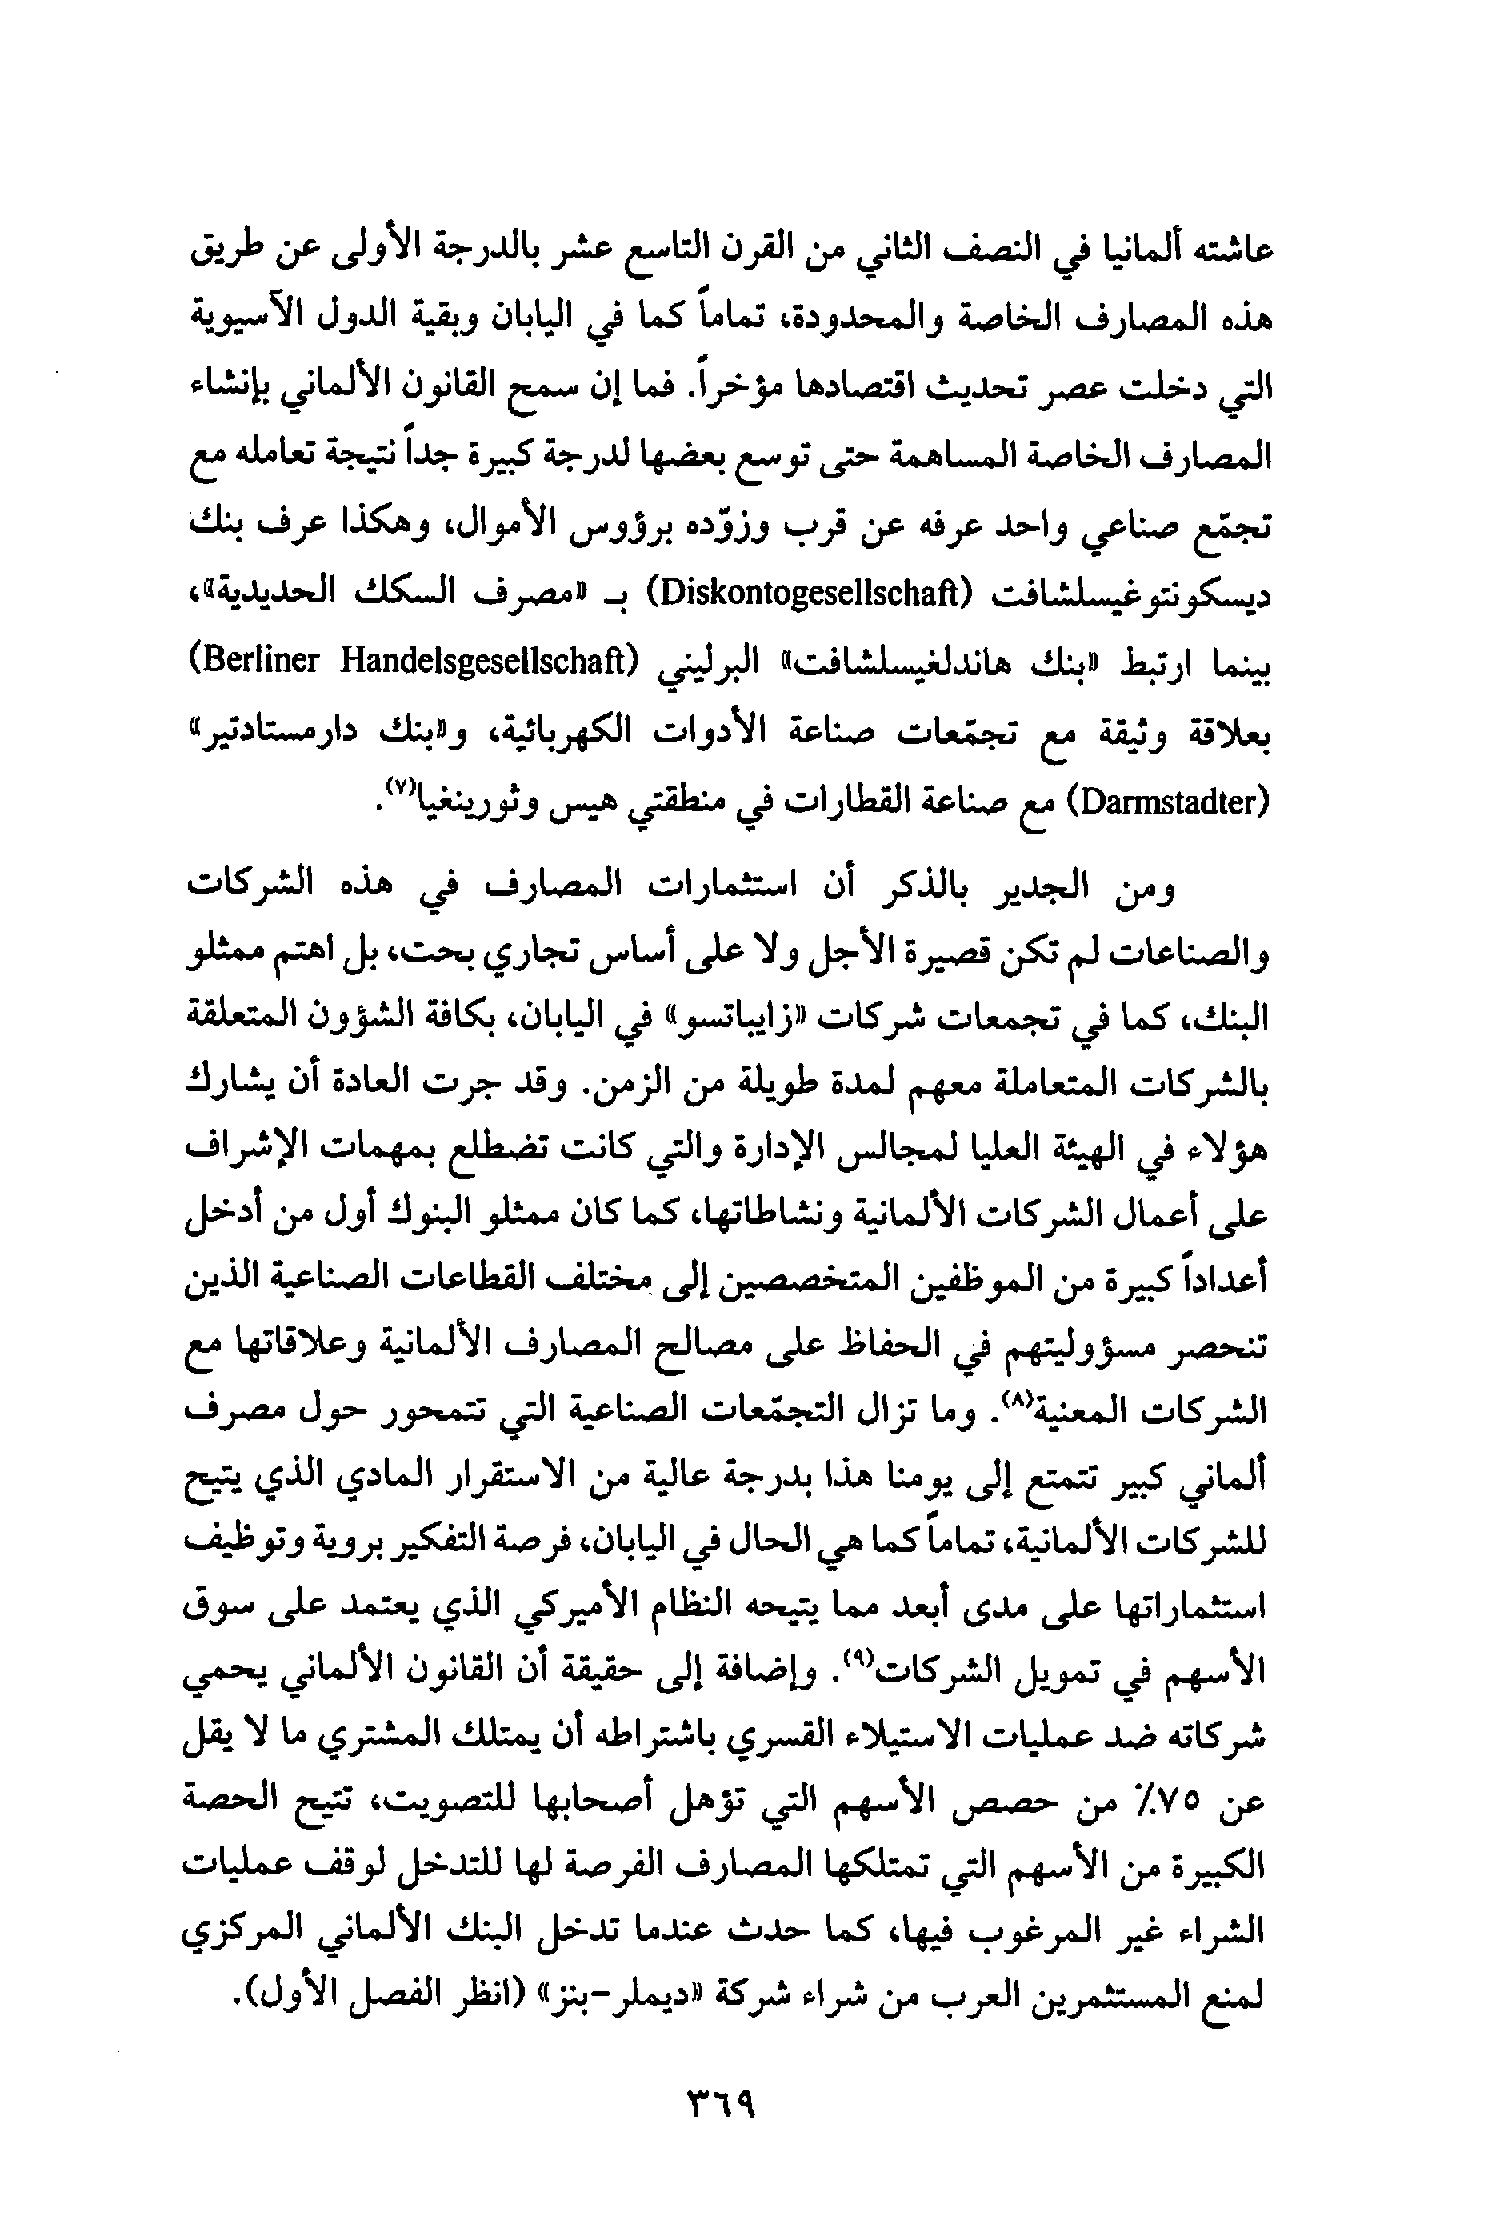 عاشته ألمانيا في النصف الثاني من القرن التاسع عشر بالدرجة الأولى عن طريق
هذه المصارف الخاصة والمحدودة، تماماً كما في اليابان وبقية الدول الآسيوية
التي دخلت عصر تحديث اقتصادها مؤخراً. فما إن سمح القانون الألماني بإنشاء
المصارف الخاصة المساهمة حتى توسع بعضها لدرجة كبيرة جداً نتيجة تعامله مع
تجمّع صناعي واحد عرفه عن قرب وزوّده برؤوس الأموال، وهكذا عرف بنك
ديسكونتوغيسلشافت (Diskontogesellschaft) بـ «مصرف السكك الحديدية»،
بينما ارتبط «بنك هاندلغيسلشافت» البرليني (Berliner Handelsgesellschaft)
بعلاقة وثيقة مع تجمّعات صناعة الأدوات الكهربائية، و«بنك دارمستادتير»
(Darmstadter) مع صناعة القطارات في منطقتي هيس وثورينغيا(٧).
ومن الجدير بالذكر أن استثمارات المصارف في هذه الشركات
والصناعات لم تكن قصيرة الأجل ولا على أساس تجاري بحت، بل اهتم ممثلو
البنك، كما في تجمعات شركات «زايباتسو» في اليابان، بكافة الشؤون المتعلقة
بالشركات المتعاملة معهم لمدة طويلة من الزمن. وقد جرت العادة أن يشارك
هؤلاء في الهيئة العليا لمجالس الإدارة والتي كانت تضطلع بمهمات الإشراف
على أعمال الشركات الألمانية ونشاطاتها، كما كان ممثلو البنوك أول من أدخل
أعداداً كبيرة من الموظفين المتخصصين إلى مختلف القطاعات الصناعية الذين
تنحصر مسؤوليتهم في الحفاظ على مصالح المصارف الألمانية وعلاقاتها مع
الشركات المعنية(٨). وما تزال التجمّعات الصناعية التي تتمحور حول مصرف
ألماني كبير تتمتع إلى يومنا هذا بدرجة عالية من الاستقرار المادي الذي يتيح
للشركات الألمانية، تماماً كما هي الحال في اليابان، فرصة التفكير بروية وتوظيف
استثماراتها على مدى أبعد مما يتيحه النظام الأميركي الذي يعتمد على سوق
الأسهم في تمويل الشركات(٩). وإضافة إلى حقيقة أن القانون الألماني يحمي
شركاته ضد عمليات الاستيلاء القسري باشتراطه أن يمتلك المشتري ما لا يقل
عن ٧٥٪ من حصص الأسهم التي تؤهل أصحابها للتصويت، تتيح الحصة
الكبيرة من الأسهم التي تمتلكها المصارف الفرصة لها للتدخل لوقف عمليات
الشراء غير المرغوب فيها، كما حدث عندما تدخل البنك الألماني المركزي
لمنع المستثمرين العرب من شراء شركة «ديملر-بنز» (انظر الفصل الأول).
٣٦٩